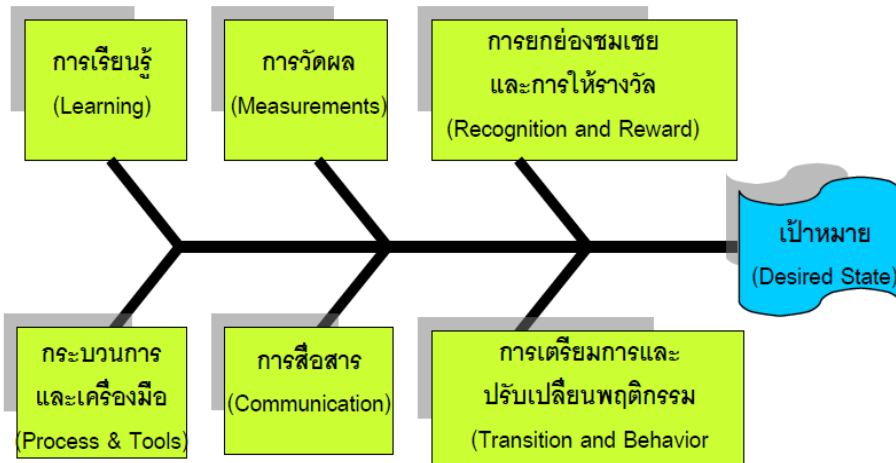 การเรียนรู้
(Learning)
การวัดผล
(Measurements)
การยกย่องชมเชย
และการให้รางวัล
(Recognition and Reward)
เป้าหมาย
(Desired State)
กระบวนการ
และเครื่องมือ
(Process & Tools)
การสื่อสาร
(Communication)
การเตรียมการและ
ปรับเปลี่ยนพฤติกรรม
(Transition and Behavior